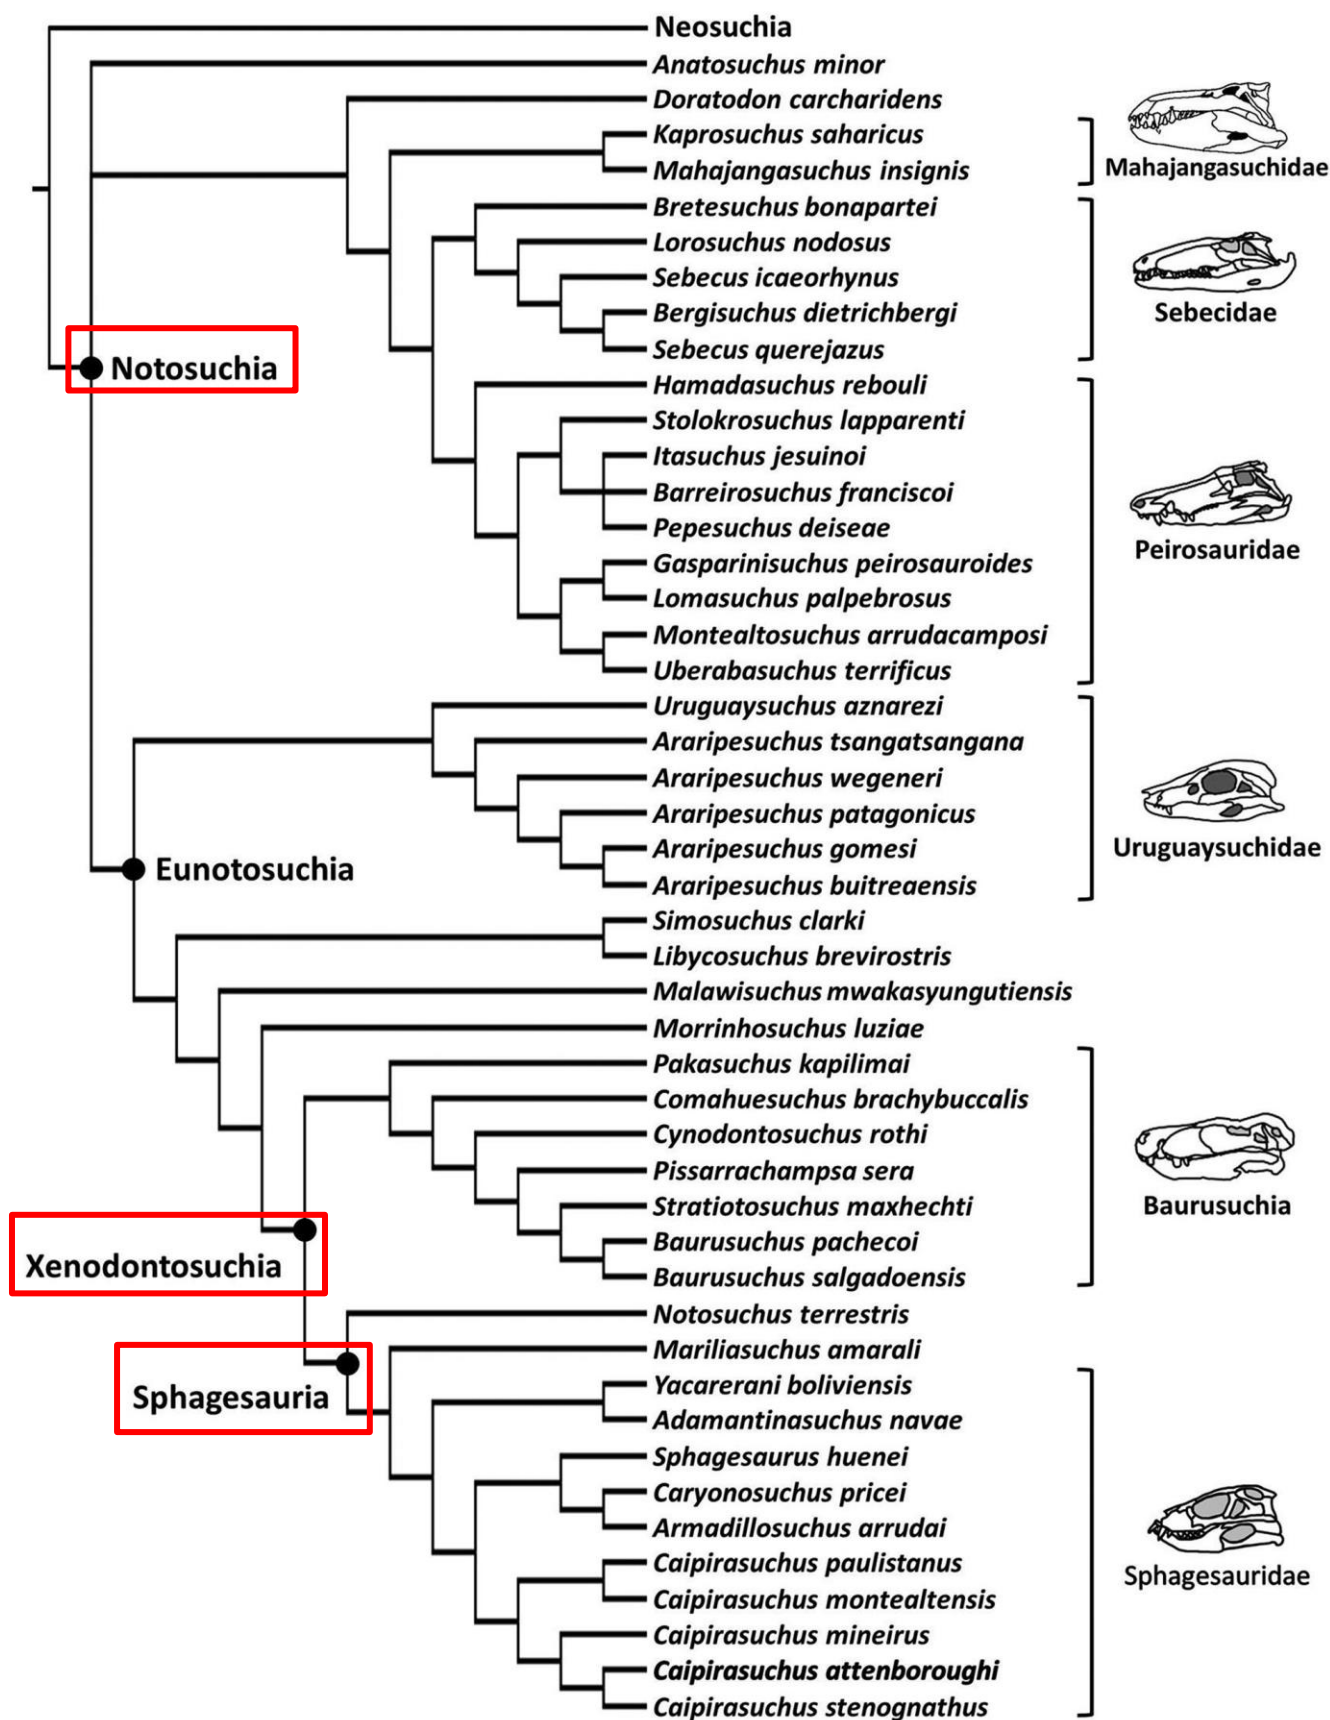 Neosuchia
Anatosuchus minor
Doratodon carcharidens
Kaprosuchus saharicus
Mahajangasuchus insignis
Mahajangasuchidae
Bretesuchus bonapartei
Lorosuchus nodosus
Sebecus icaeorhynus
Bergisuchus dietrichbergi
Sebecus querejazus
Sebecidae
Notosuchia
Hamadasuchus rebouli
Stolokrosuchus lapparenti
Itasuchus jesuinoi
Barreirosuchus franciscoi
Pepesuchus deiseae
Gasparinisuchus peirosauroides
Lomasuchus palpebrosus
Montealtosuchus arrudacamposi
Uberabasuchus terrificus
Peirosauridae
Uruguaysuchus aznarezi
Araripesuchus tsangatsangana
Araripesuchus wegeneri
Araripesuchus patagonicus
Araripesuchus gomesi
Araripesuchus buitreaensis
Uruguaysuchidae
Eunotosuchia
Simosuchus clarki
Libycosuchus brevirostris
Malawisuchus mwakasyungutiensis
Morrinhosuchus luziae
Pakasuchus kapilimai
Comahuesuchus brachybuccalis
Cynodontosuchus rothi
Pissarrachampsa sera
Stratiotosuchus maxhechti
Baurusuchus pachecoi
Baurusuchus salgadoensis
Baurusuchia
Xenodontosuchia
Notosuchus terrestris
Mariliasuchus amarali
Sphagesauria
Yacarerani boliviensis
Adamantinasuchus navae
Sphagesaurus huenei
Caryonosuchus pricei
Armadillosuchus arrudai
Caipirasuchus paulistanus
Caipirasuchus montealtensis
Caipirasuchus mineirus
Caipirasuchus attenboroughi
Caipirasuchus stenognathus
Sphagesauridae